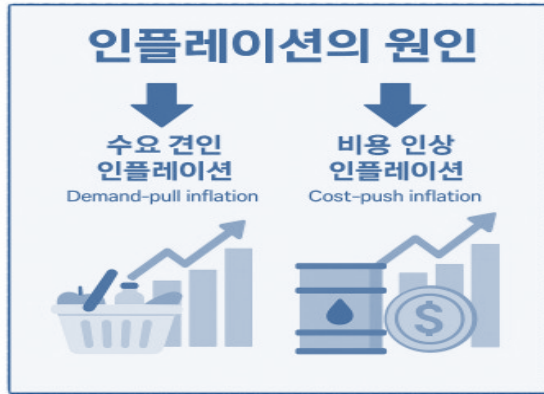 인플레이션의 원인
수요 견인
인플레이션
Demand-pull inflation
비용 인상
인플레이션
Cost-push inflation
$